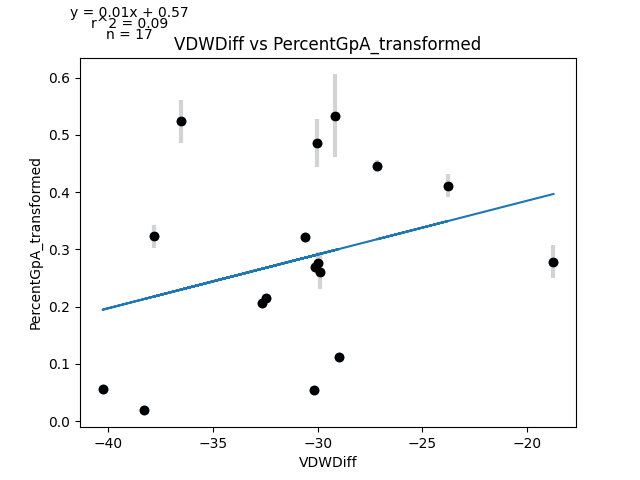 y = 0.01x + 0.57
r^2 = 0.09
n = 17
VDWDiff vs PercentGpA_transformed
0.6
0.5
0.4
0.3
0.2
0.1
0.0
PercentGpA_transformed
−40
−35
−30
−25
−20
VDWDiff